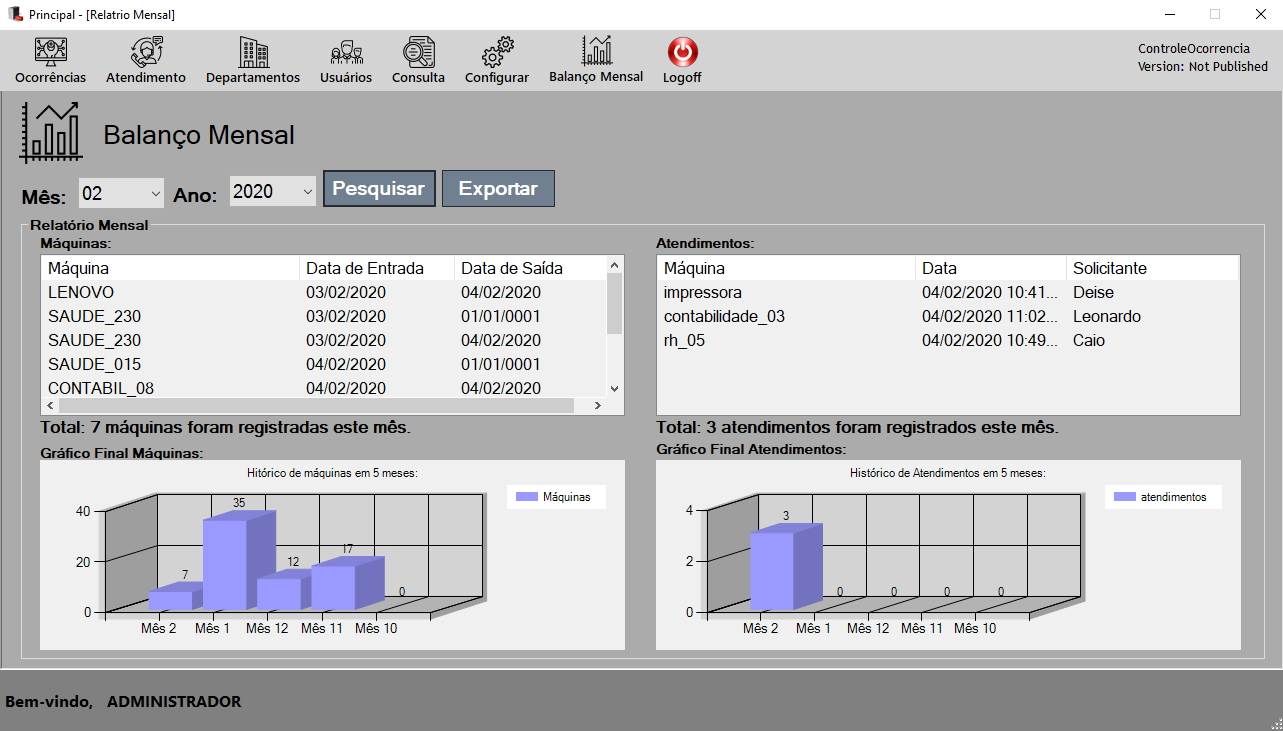 Principal - [Relatrio Mensal]
Ocorrências Atendimento Departamentos Usuários Consulta Configurar Balanço Mensal Logoff
ControleOcorrencia
Version: Not Published
Balanço Mensal
Mês: 02 Ano: 2020 Pesquisar Exportar
Relatório Mensal
Máquinas:
Máquina Data de Entrada Data de Saída
LENOVO 03/02/2020 04/02/2020
SAUDE_230 03/02/2020 01/01/0001
SAUDE_230 03/02/2020 04/02/2020
SAUDE_015 04/02/2020 01/01/0001
CONTABIL_08 04/02/2020 04/02/2020
Total: 7 máquinas foram registradas este mês.
Atendimentos:
Máquina Data Solicitante
impressora 04/02/2020 10:41... Deise
contabilidade_03 04/02/2020 11:02... Leonardo
rh_05 04/02/2020 10:49... Caio
Total: 3 atendimentos foram registrados este mês.
Gráfico Final Máquinas:
Hitórico de máquinas em 5 meses:
Máquinas
40
20
0
7 35 12 17 0
Mês 2 Mês 1 Mês 12 Mês 11 Mês 10
Gráfico Final Atendimentos:
Histórico de Atendimentos em 5 meses:
atendimentos
4
2
0
3 0 0 0 0
Mês 2 Mês 1 Mês 12 Mês 11 Mês 10
Bem-vindo, ADMINISTRADOR